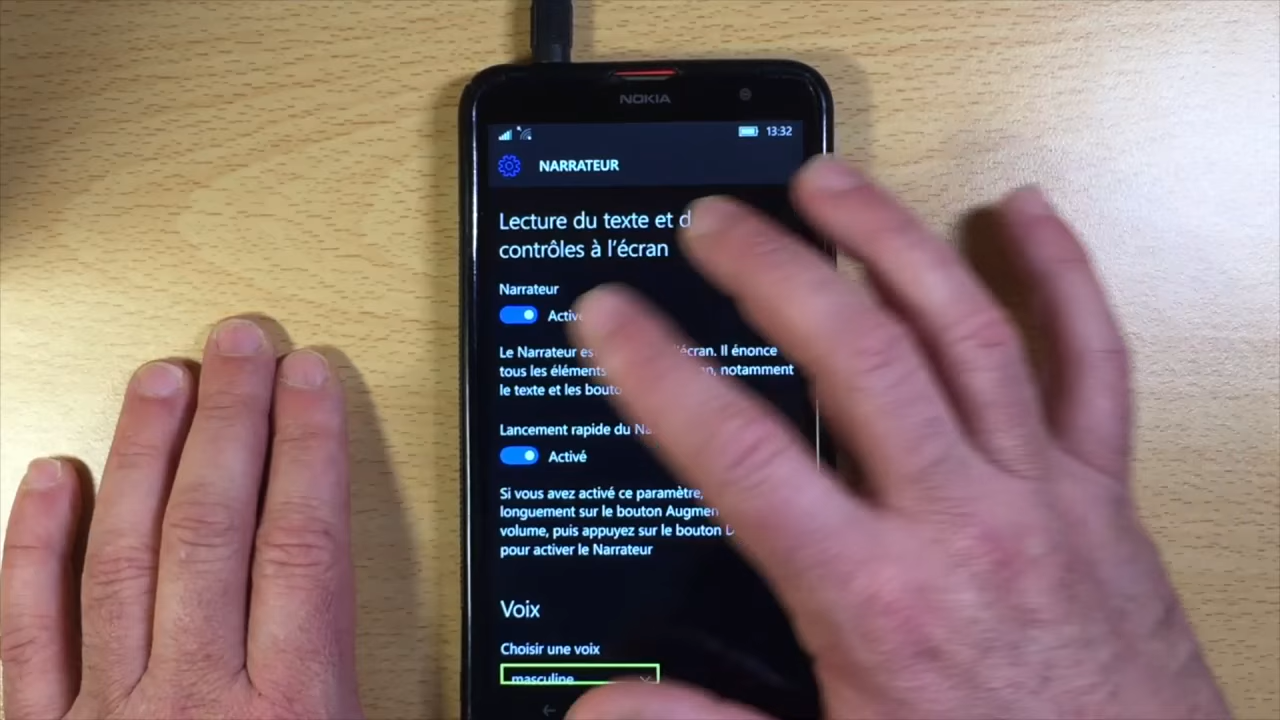 NOKIA
13:32
NARRATEUR
Lecture du texte et d
contrôles à l'écran
Narrateur
Activé
Le Narrateur es l'écran. Il énonce
tous les éléments notamment
le texte et les bouto
Lancement rapide du Na
Activé
Si vous avez activé ce paramètre,
longuement sur le bouton Augmen
volume, puis appuyez sur le bouton D
pour activer le Narrateur
Voix
Choisir une voix
masculine